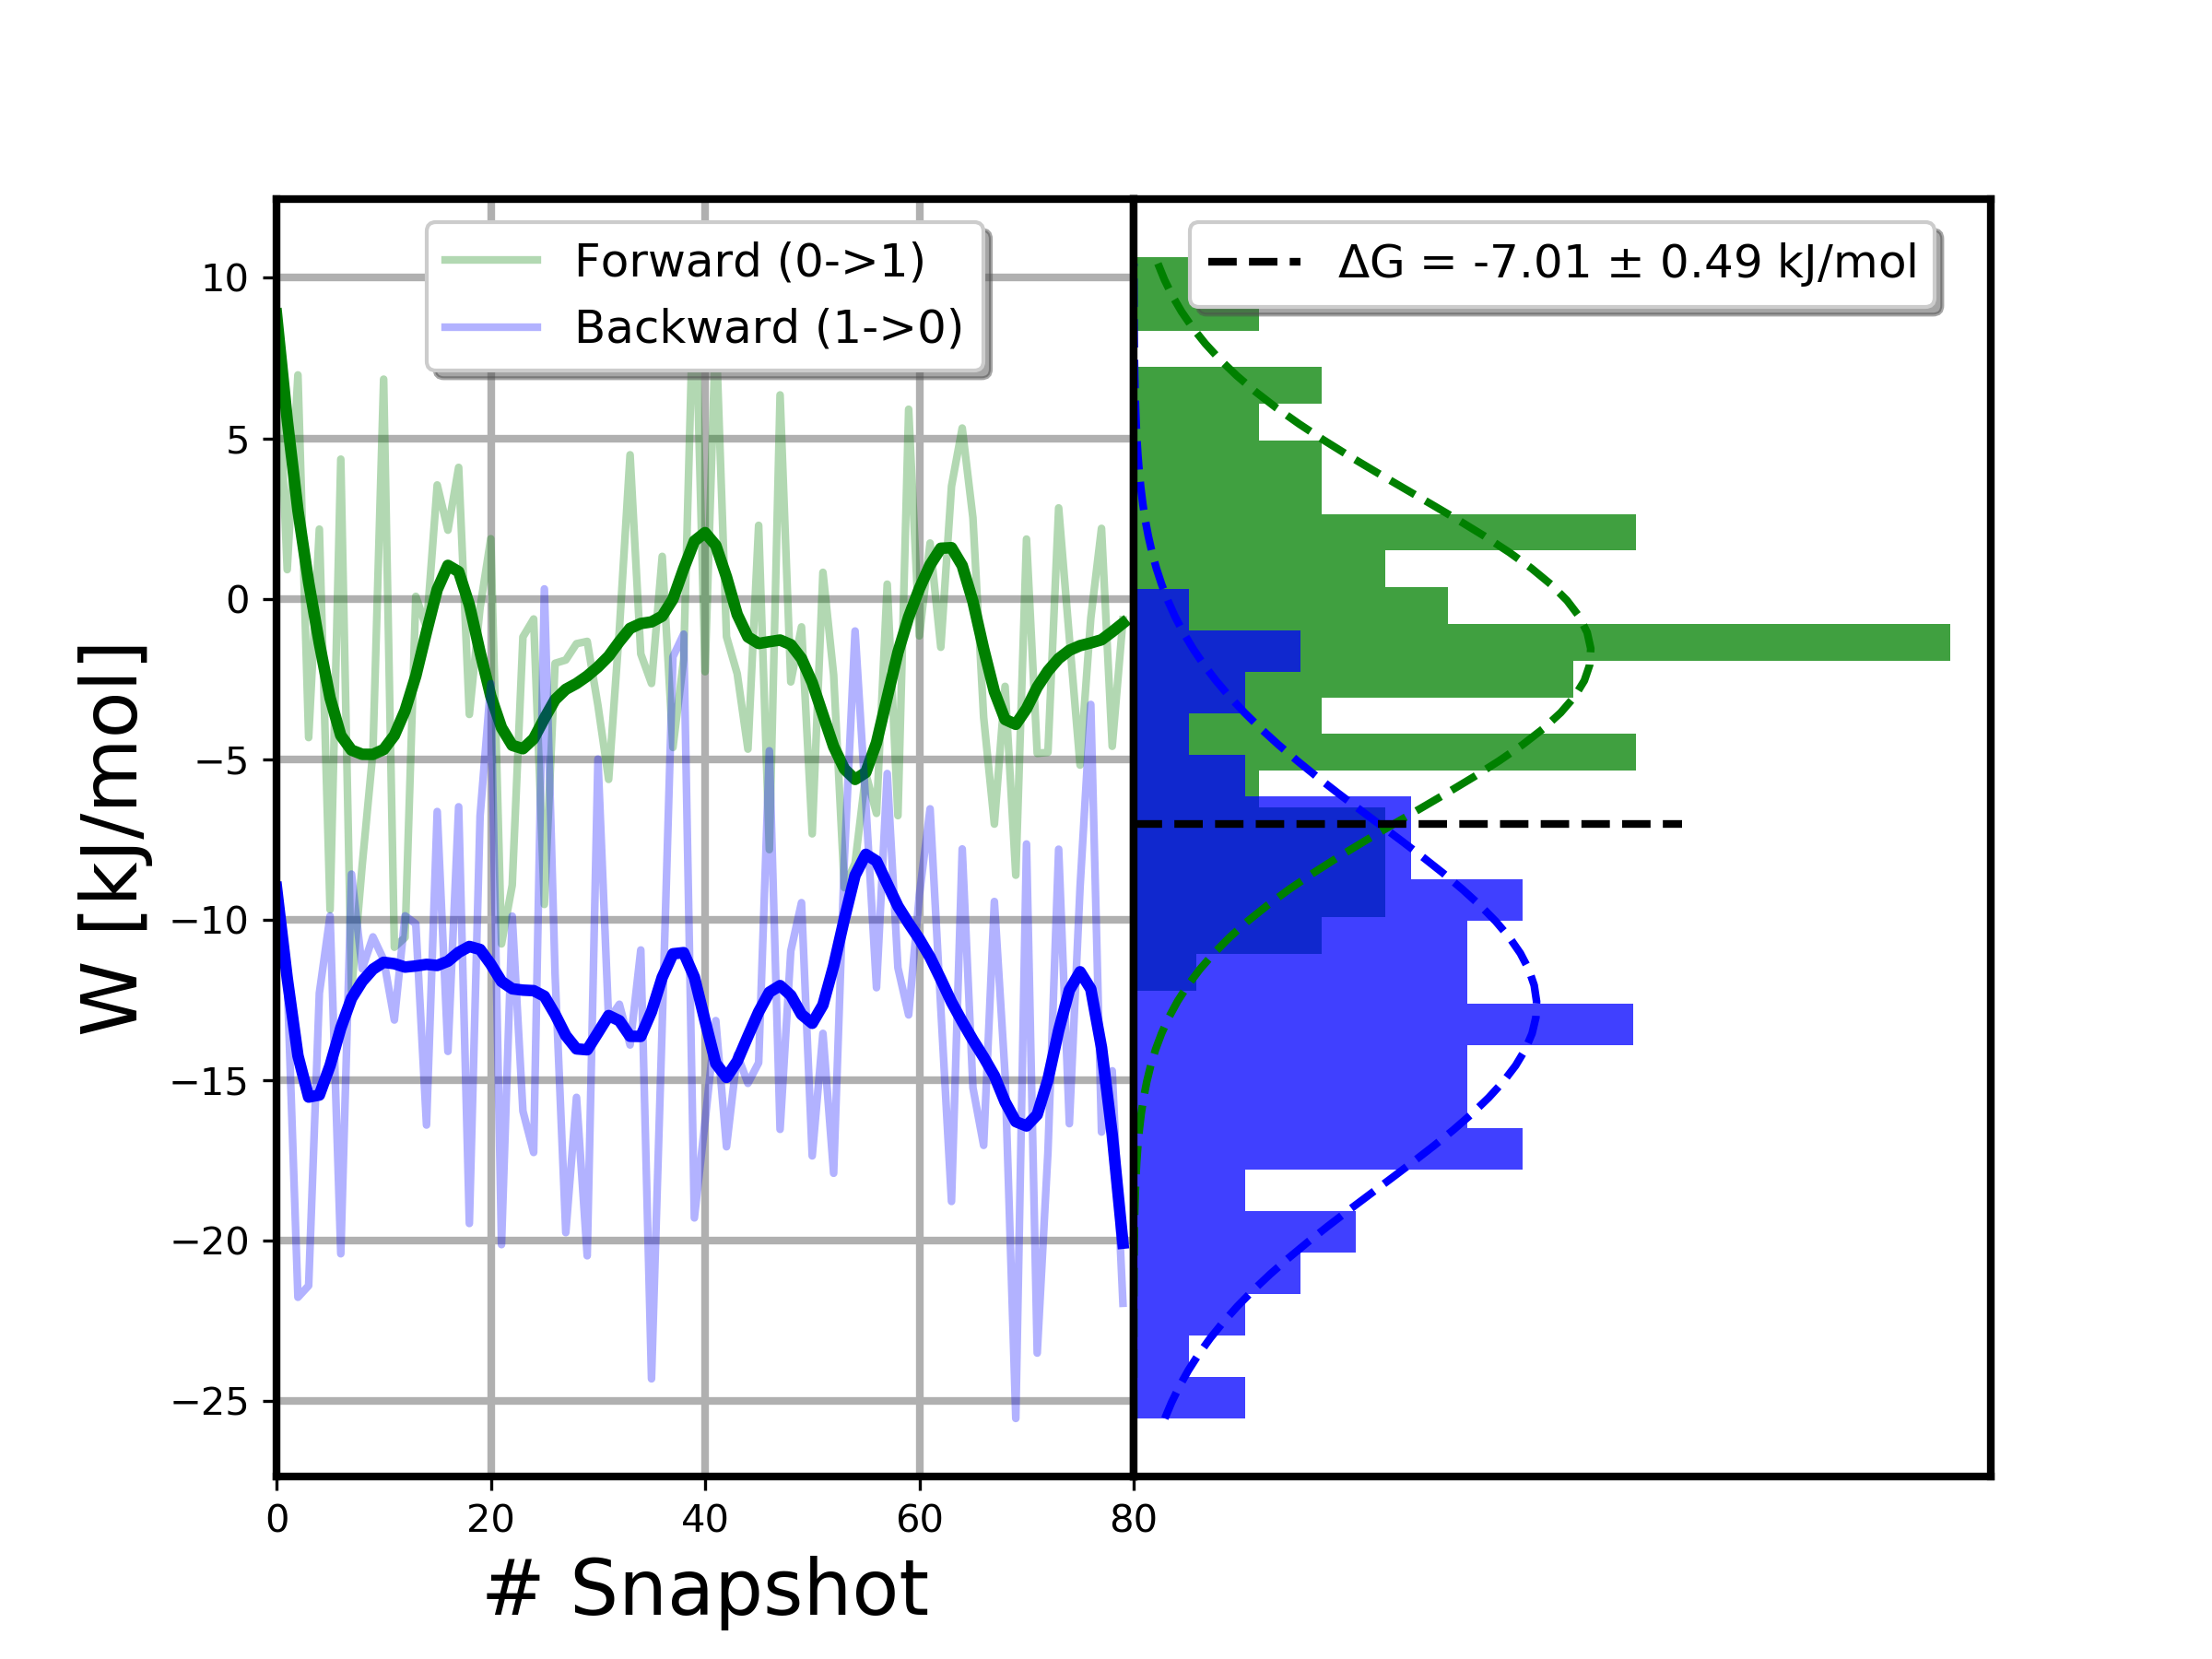 Forward (0->1)
Backward (1->0)
ΔG = -7.01 ± 0.49 kJ/mol
W [kJ/mol]
10
5
0
−5
−10
−15
−20
−25
0 20 40 60 80
# Snapshot